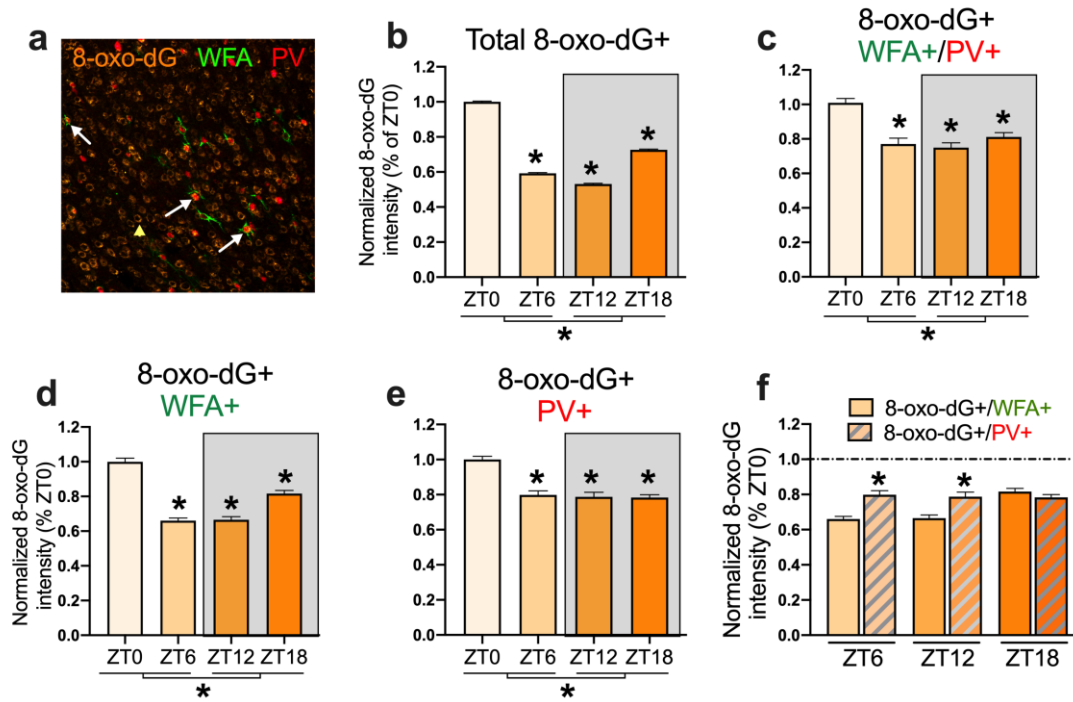 a
8-oxo-dG WFA PV
b
Total 8-oxo-dG+
Normalized 8-oxo-dG
intensity (% of ZT0)
1.2
1.0
0.8
0.6
0.4
0.2
0.0
* * *
ZT0 ZT6 ZT12 ZT18
*
c
8-oxo-dG+
WFA+/PV+
1.2
1.0
0.8
0.6
0.4
0.2
0.0
* * *
ZT0 ZT6 ZT12 ZT18
*
d
8-oxo-dG+
WFA+
Normalized 8-oxo-dG
intensity (% ZT0)
1.2
1.0
0.8
0.6
0.4
0.2
0.0
* * *
ZT0 ZT6 ZT12 ZT18
*
e
8-oxo-dG+
PV+
1.2
1.0
0.8
0.6
0.4
0.2
0.0
* * *
ZT0 ZT6 ZT12 ZT18
*
f
8-oxo-dG+/WFA+
8-oxo-dG+/PV+
Normalized 8-oxo-dG
intensity (% ZT0)
1.2
1.0
0.8
0.6
0.4
0.2
0.0
* *
ZT6 ZT12 ZT18